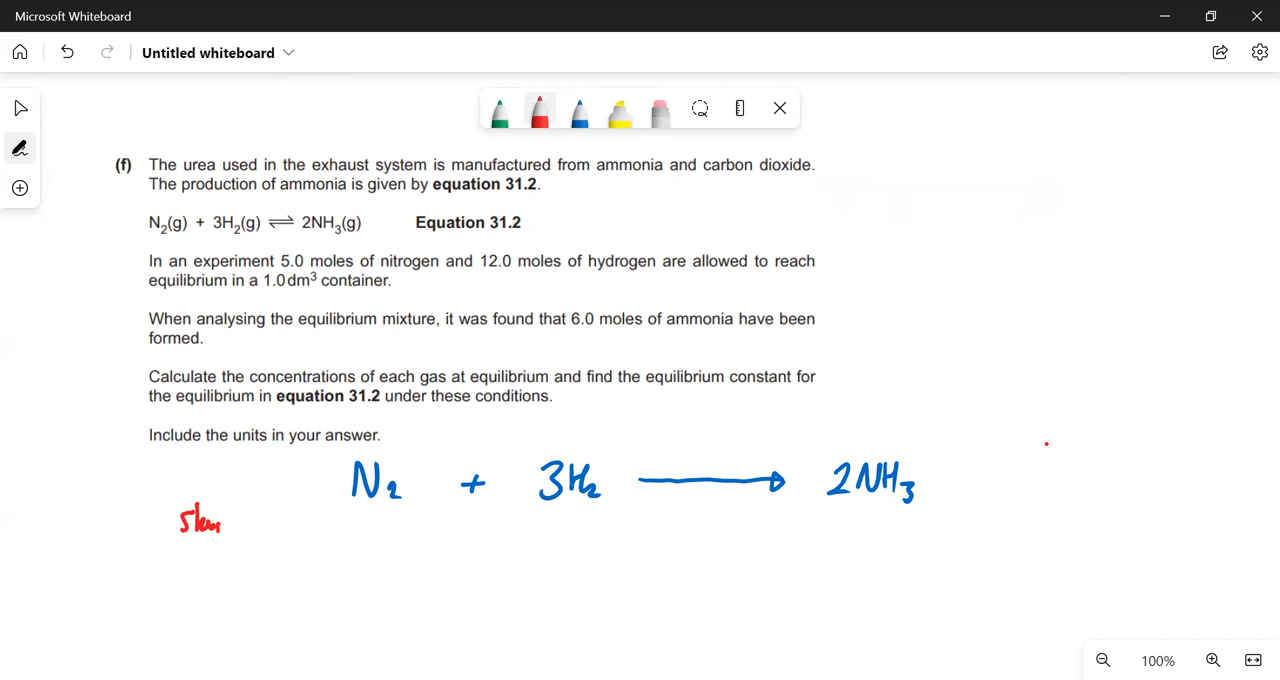 Microsoft Whiteboard
Untitled whiteboard
(f) The urea used in the exhaust system is manufactured from ammonia and carbon dioxide.
The production of ammonia is given by equation 31.2.
N₂(g) + 3H₂(g) ⇌ 2NH₃(g) Equation 31.2
In an experiment 5.0 moles of nitrogen and 12.0 moles of hydrogen are allowed to reach
equilibrium in a 1.0 dm³ container.
When analysing the equilibrium mixture, it was found that 6.0 moles of ammonia have been
formed.
Calculate the concentrations of each gas at equilibrium and find the equilibrium constant for
the equilibrium in equation 31.2 under these conditions.
Include the units in your answer.
N₂ + 3H₂ → 2NH₃
100%